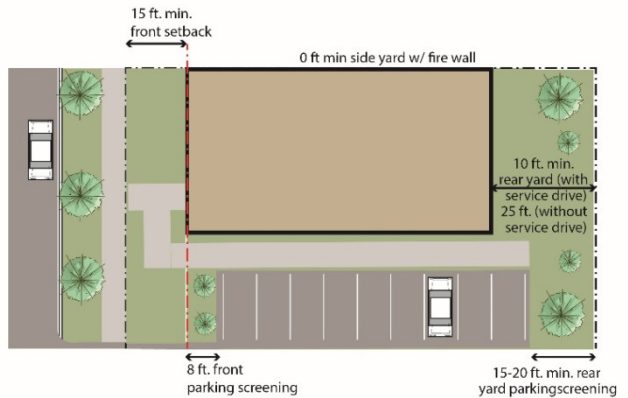 15 ft. min.
front setback
0 ft min side yard w/ fire wall
10 ft. min.
rear yard (with
service drive)
25 ft. (without
service drive)
8 ft. front
parking screening
15-20 ft. min. rear
yard parkingscreening